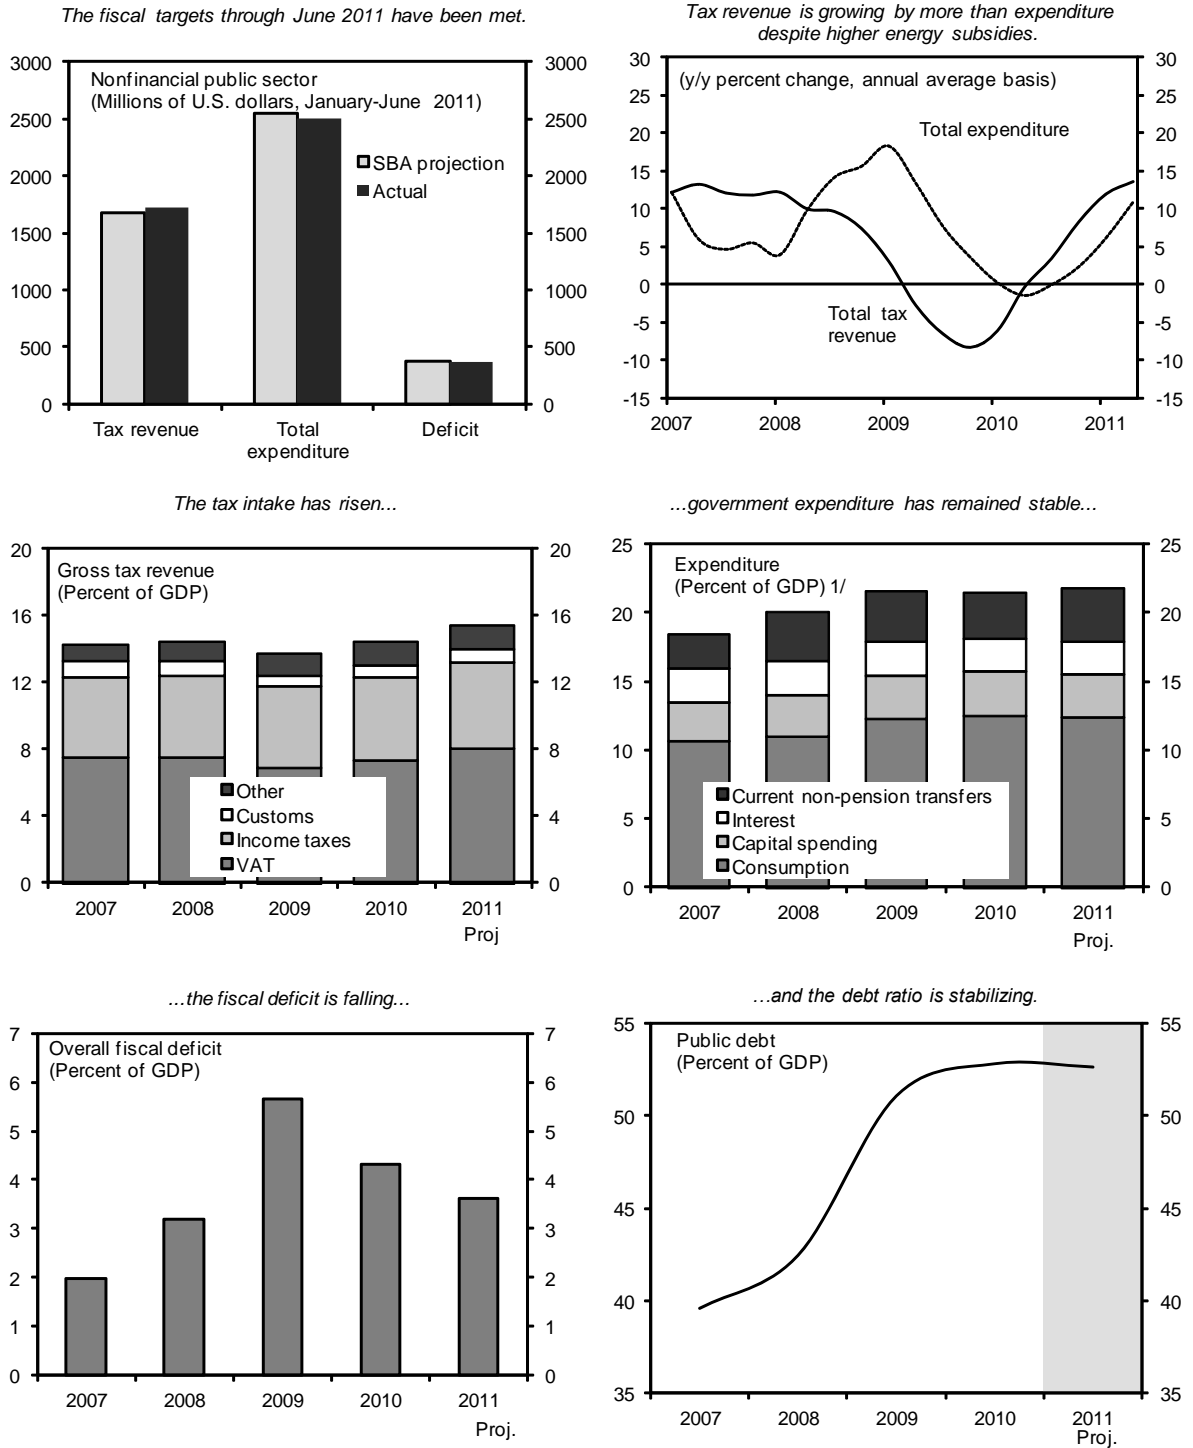 The fiscal targets through June 2011 have been met.
3000 3000
Nonfinancial public sector
(Millions of U.S. dollars, January-June 2011)
2500 2500
SBA projection
2000 2000
Actual
1500 1500
1000 1000
500 500
0 0
Tax revenue Total Deficit
expenditure
Tax revenue is growing by more than expenditure
despite higher energy subsidies.
30 30
(y/y percent change, annual average basis)
25 25
20 Total expenditure 20
15 15
10 10
5 5
0 0
Total tax
revenue
-5 -5
-10 -10
-15 -15
2007 2008 2009 2010 2011
The tax intake has risen...
20 20
Gross tax revenue
(Percent of GDP)
16 16
12 12
8 8
Other
4 Customs 4
Income taxes
VAT
0 0
2007 2008 2009 2010 2011
Proj
...government expenditure has remained stable...
25 25
Expenditure
(Percent of GDP) 1/
20 20
15 15
10 10
Current non-pension transfers
5 Interest 5
Capital spending
Consumption
0 0
2007 2008 2009 2010 2011
Proj.
...the fiscal deficit is falling...
7 7
Overall fiscal deficit
(Percent of GDP)
6 6
5 5
4 4
3 3
2 2
1 1
0 0
2007 2008 2009 2010 2011
Proj.
...and the debt ratio is stabilizing.
55 55
Public debt
(Percent of GDP)
50 50
45 45
40 40
35 35
2007 2008 2009 2010 2011
Proj.